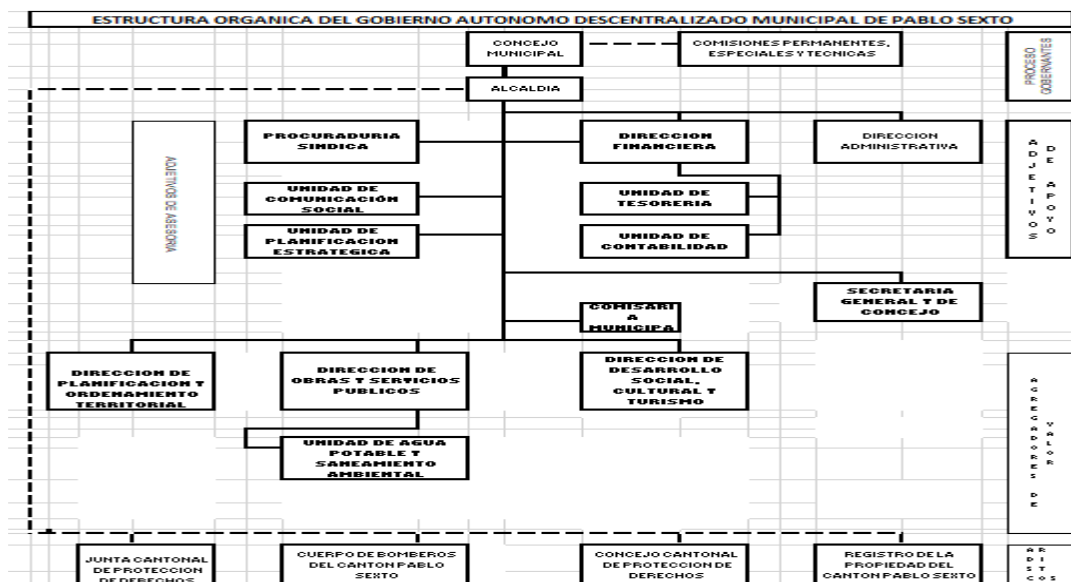 ESTRUCTURA ORGANICA DEL GOBIERNO AUTONOMO DESCENTRALIZADO MUNICIPAL DE PABLO SEXTO
CONCEJO
MUNICIPAL
COMISIONES PERMANENTES,
ESPECIALES Y TECNICAS
PROCESO
GOBERNANTES
ALCALDIA
ADJETIVOS DE ASESORIA
PROCURADURIA
SINDICA
DIRECCION
FINANCIERA
DIRECCION
ADMINISTRATIVA
ADJETIVOS
DE APOYO
UNIDAD DE
COMUNICACIÓN
SOCIAL
UNIDAD DE
TESORERIA
UNIDAD DE
PLANIFICACION
ESTRATEGICA
UNIDAD DE
CONTABILIDAD
SECRETARIA
GENERAL Y DE
CONCEJO
COMISARI
A
MUNICIPA
DIRECCION DE
PLANIFICACION Y
ORDENAMIENTO
TERRITORIAL
DIRECCION DE
OBRAS Y SERVICIOS
PUBLICOS
DIRECCION DE
DESARROLLO
SOCIAL,
CULTURAL Y
TURISMO
AGREGADORES DE
VALOR
UNIDAD DE AGUA
POTABLE Y
SANEAMIENTO
AMBIENTAL
JUNTA CANTONAL
DE PROTECCION
DE DERECHOS
CUERPO DE BOMBEROS
DEL CANTON PABLO
SEXTO
CONCEJO CANTONAL
DE PROTECCION DE
DERECHOS
REGISTRO DE LA
PROPIEDAD DEL
CANTON PABLO SEXTO